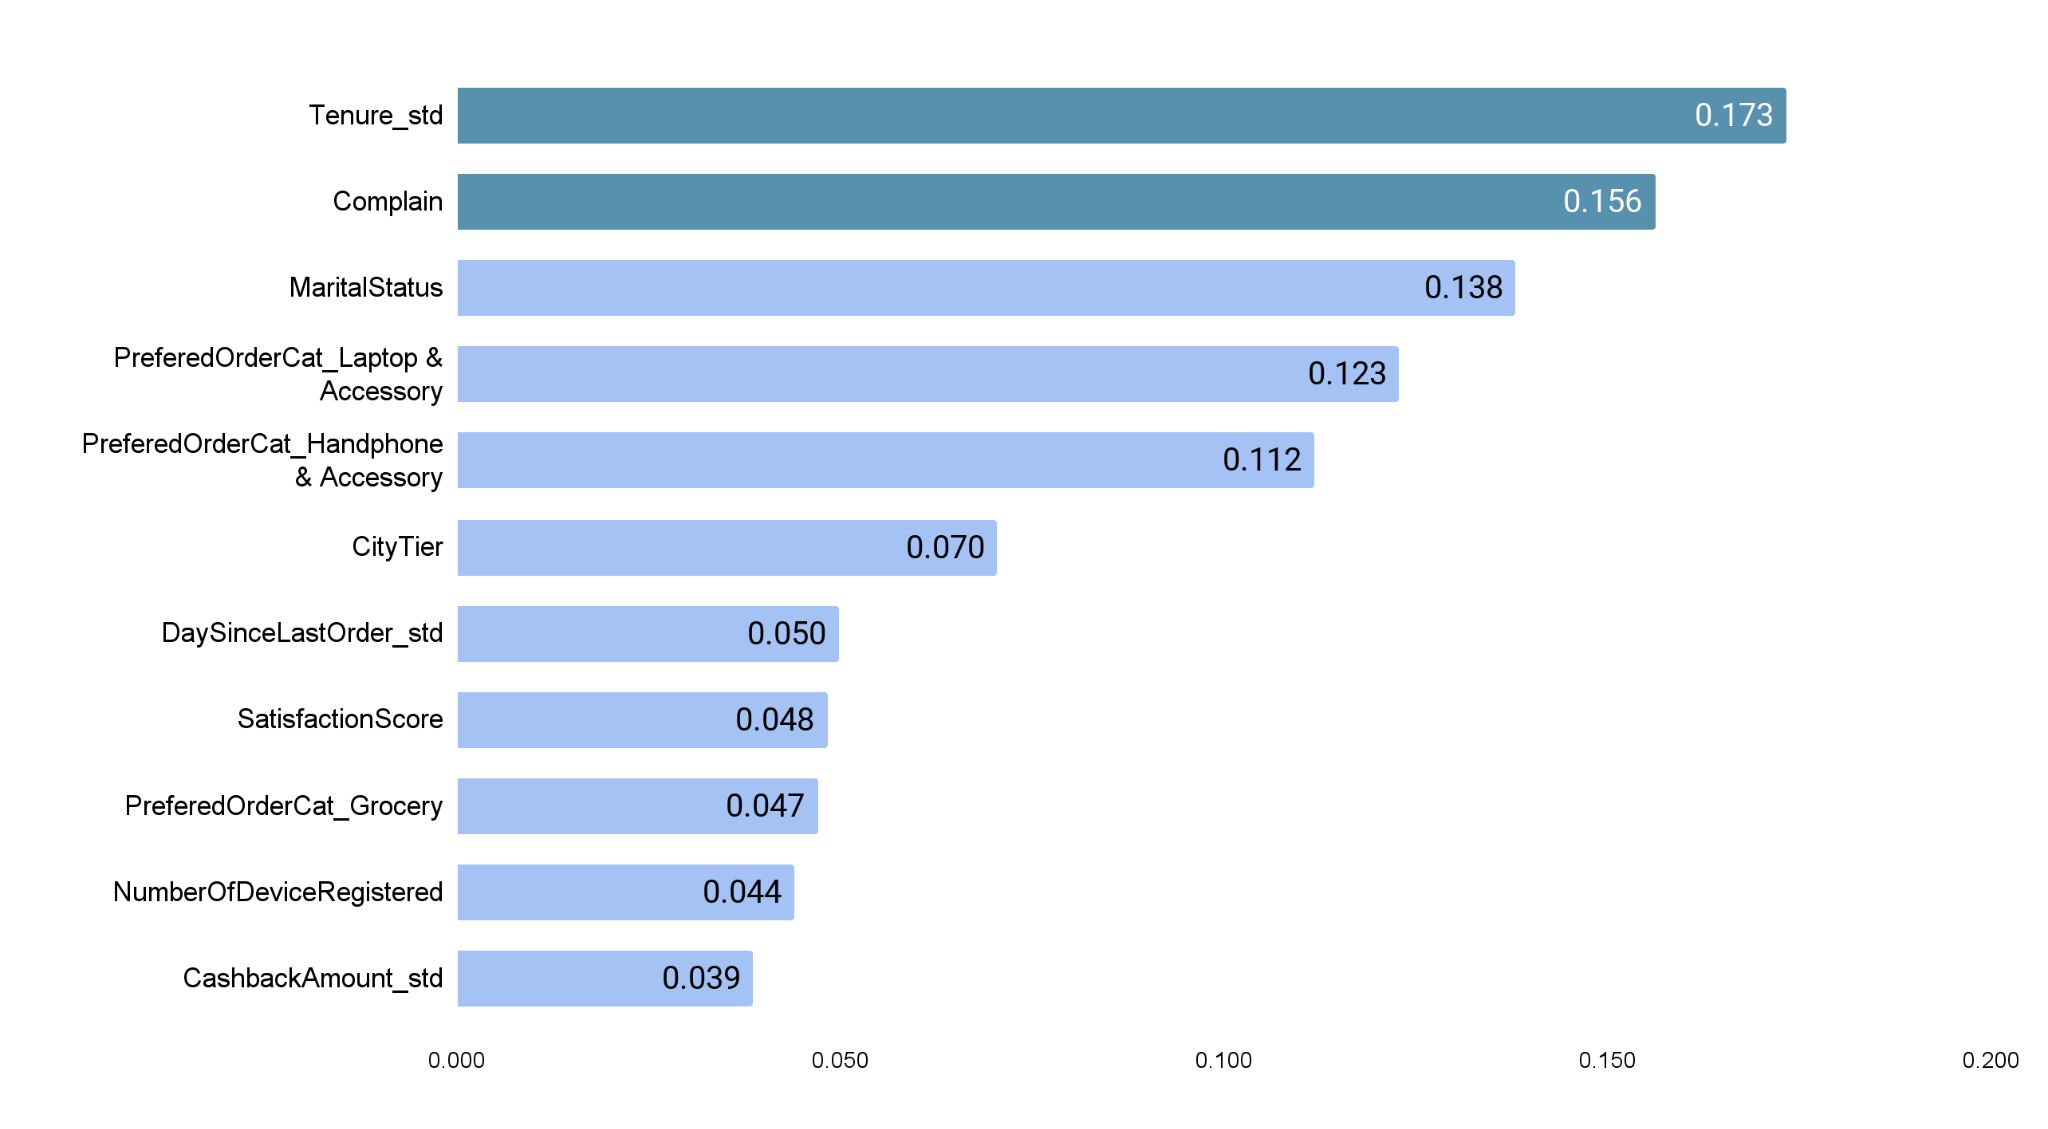 Tenure_std 0.173
Complain 0.156
MaritalStatus 0.138
PreferedOrderCat_Laptop &
Accessory 0.123
PreferedOrderCat_Handphone
& Accessory 0.112
CityTier 0.070
DaySinceLastOrder_std 0.050
SatisfactionScore 0.048
PreferedOrderCat_Grocery 0.047
NumberOfDeviceRegistered 0.044
CashbackAmount_std 0.039
0.000 0.050 0.100 0.150 0.200